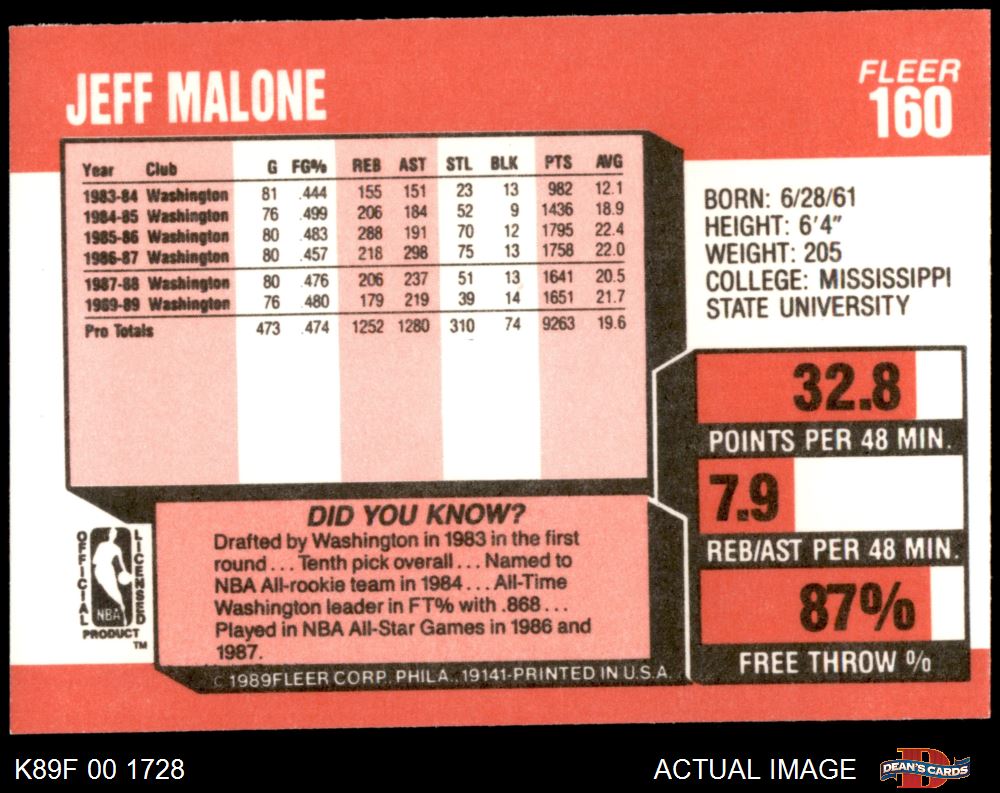 JEFF MALONE
FLEER
160
Year Club G FG% REB AST STL BLK PTS AVG
1983-84 Washington 81 .444 155 151 23 13 982 12.1
1984-85 Washington 76 .499 206 184 52 9 1436 18.9
1985-86 Washington 80 .483 288 191 70 12 1795 22.4
1986-87 Washington 80 .457 218 298 75 13 1758 22.0
1987-88 Washington 80 .476 206 237 51 13 1641 20.5
1989-89 Washington 76 .480 179 219 39 14 1651 21.7
Pro Totals 473 .474 1252 1280 310 74 9263 19.6
BORN: 6/28/61
HEIGHT: 6'4"
WEIGHT: 205
COLLEGE: MISSISSIPPI
STATE UNIVERSITY
32.8
POINTS PER 48 MIN.
7.9
REB/AST PER 48 MIN.
87%
FREE THROW %
DID YOU KNOW?
Drafted by Washington in 1983 in the first
round... Tenth pick overall... Named to
NBA All-rookie team in 1984... All-Time
Washington leader in FT% with .868...
Played in NBA All-Star Games in 1986 and
1987.
OFFICIAL
NBA
LICENSED
PRODUCT
TM
© 1989 FLEER CORP. PHILA., 19141-PRINTED IN U.S.A.
K89F 00 1728
ACTUAL IMAGE
DEAN'S CARDS